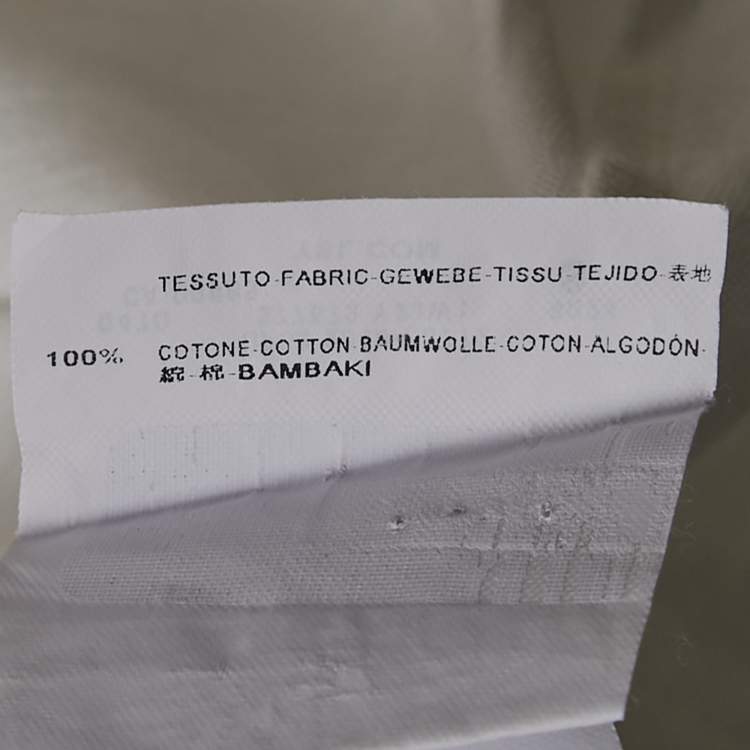 TESSUTO-FABRIC-GEWEBE-TISSU-TEJIDO-表地
100% COTONE-COTTON-BAUMWOLLE-COTON-ALGODÓN-
綿-棉-BAMBAKI